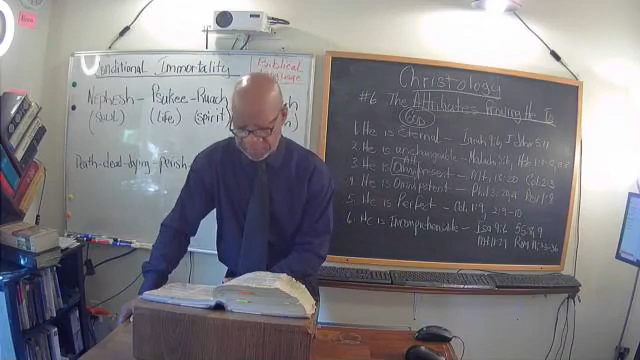 Conditional Immortality
Biblical
Nephesh - Psukee - Ruach
(Soul) (life) (spirit)
Death-dead-dying-perish
Christology
#6 The Attributes Proving He Is
God
1. He is Eternal - Isaiah 9:6, 1 John 5:11
2. He is unchangeable - Malachi 3:6,
3. He is Omnipresent - Mt. 18:20 Col. 2:3
4. He is Omnipotent - Phil. 3: Rev. 1:8
5. He is Perfect - Col. 1:9, 2:9-10
6. He is Incomprehensible - Isa 9:6 55:8,9
Mt 11:27 Rom 11:33-36